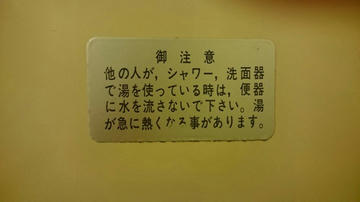 御注意
他の人が，シャワー，洗面器
で湯を使っている時は，便器
に水を流さないで下さい。湯
が急に熱くなる事があります。